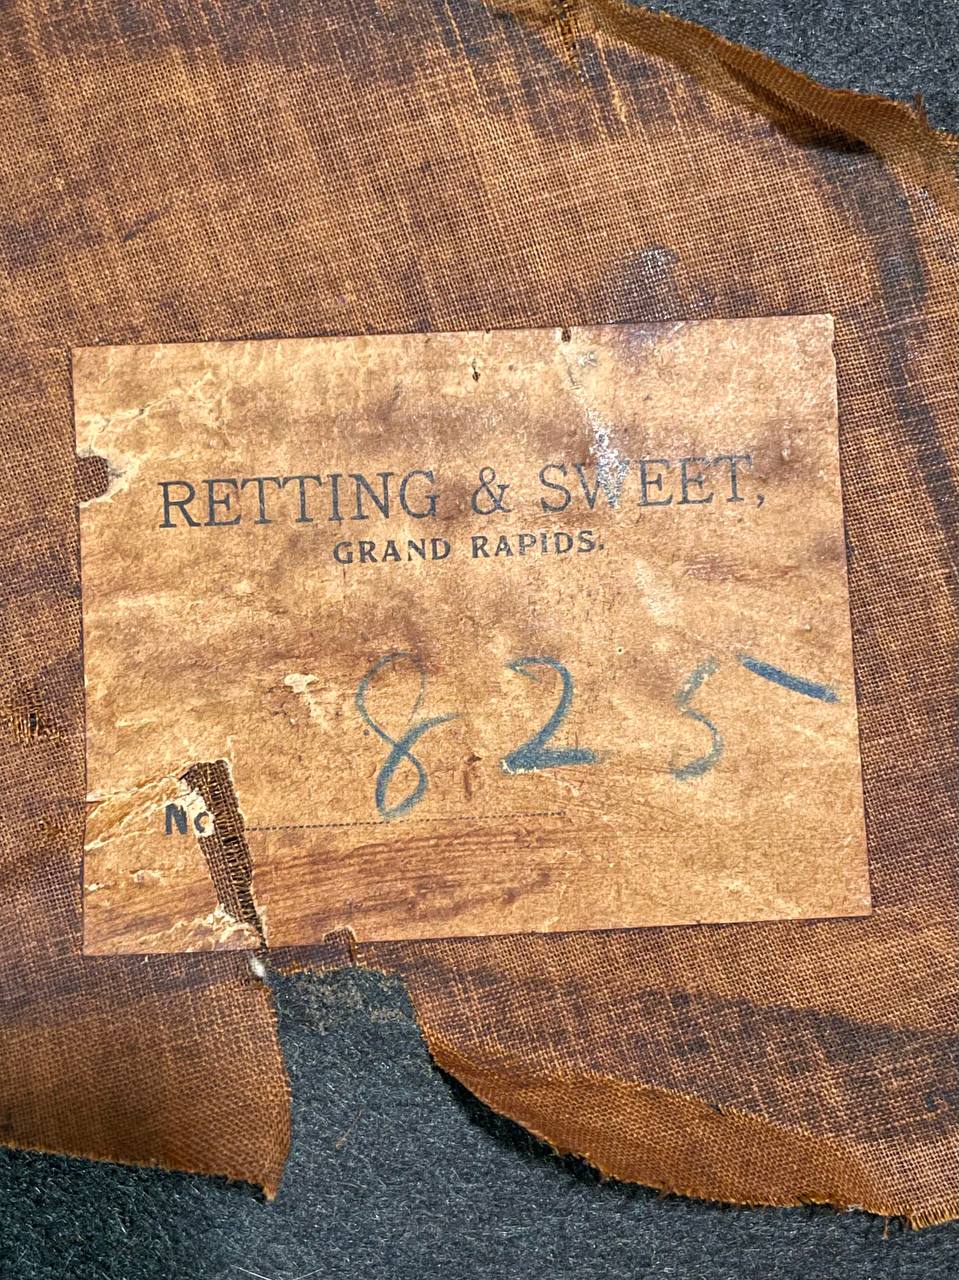 RETTING & SWEET,
GRAND RAPIDS.
825
No